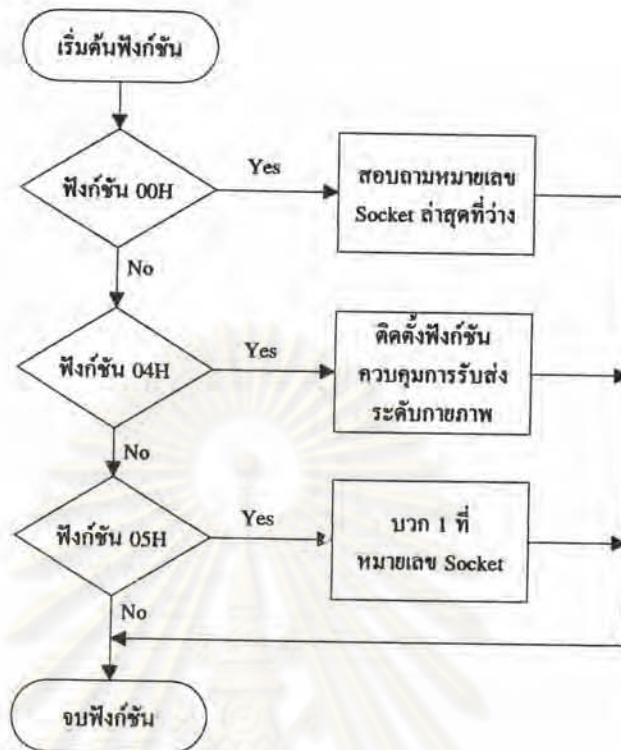 เริ่มต้นฟังก์ชัน
ฟังก์ชัน 00H
Yes
สอบถามหมายเลข
Socket ล่าสุดที่ว่าง
No
ฟังก์ชัน 04H
Yes
ติดตั้งฟังก์ชัน
ควบคุมการรับส่ง
ระดับกายภาพ
No
ฟังก์ชัน 05H
Yes
บวก 1 ที่
หมายเลข Socket
No
จบฟังก์ชัน